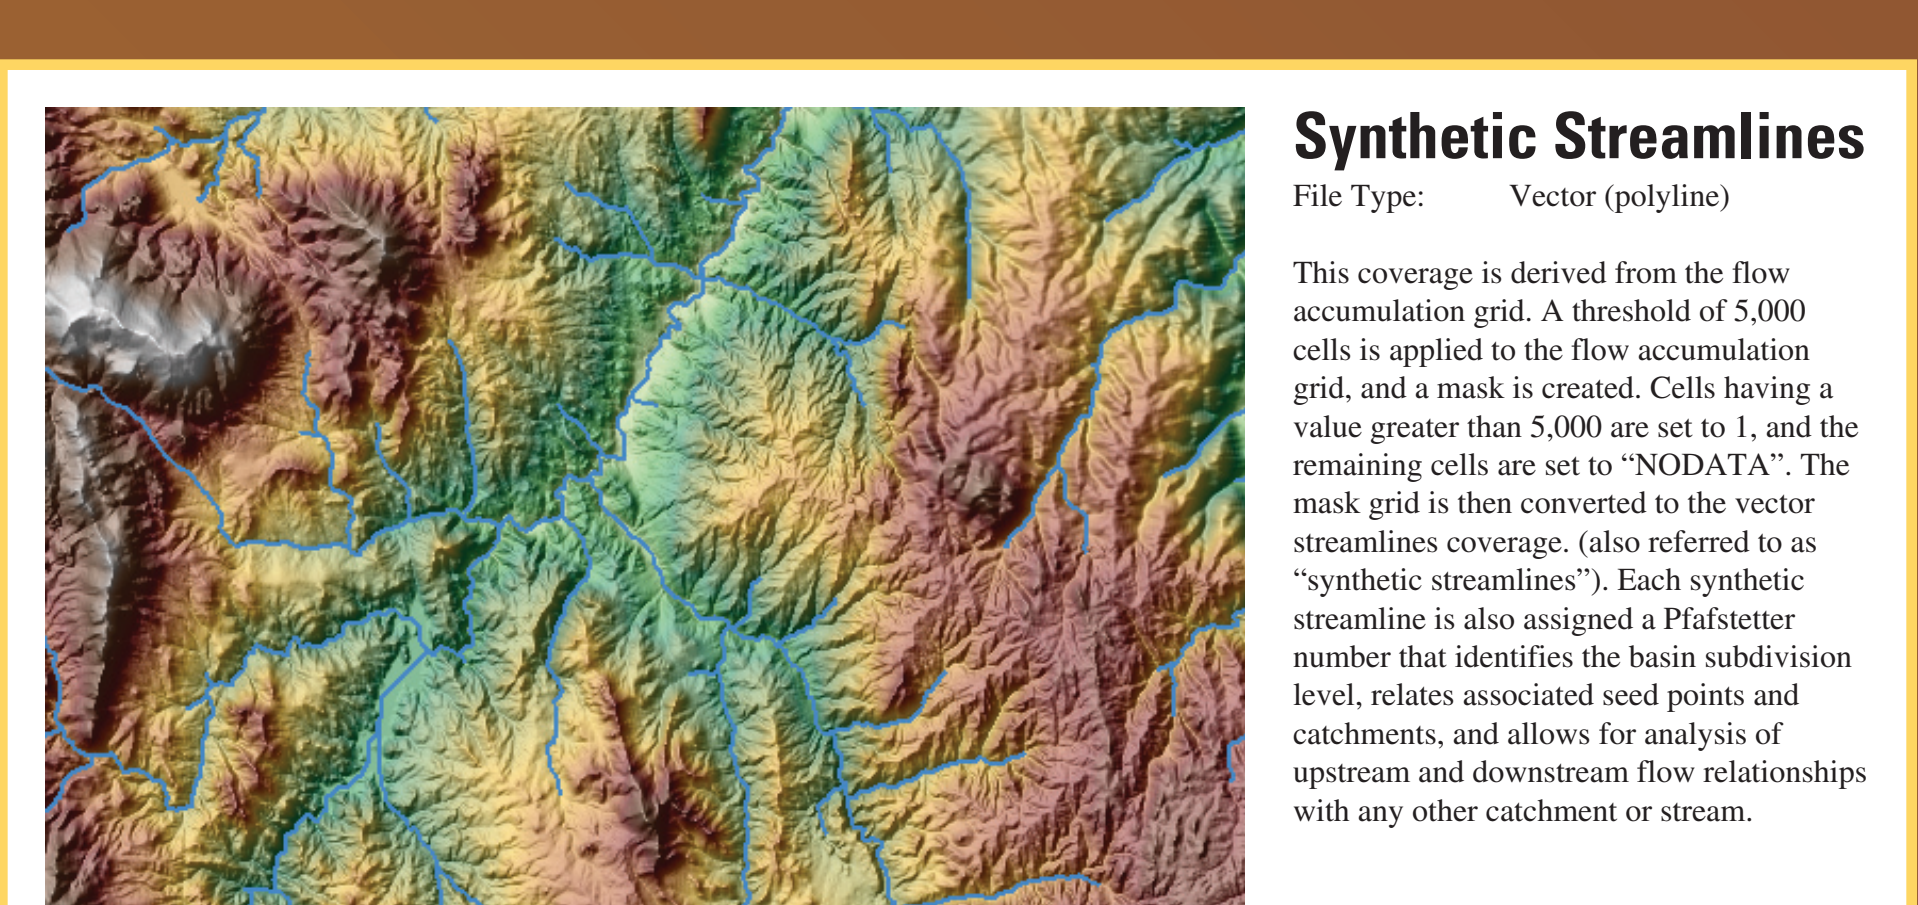 Synthetic Streamlines
File Type: Vector (polyline)
This coverage is derived from the flow
accumulation grid. A threshold of 5,000
cells is applied to the flow accumulation
grid, and a mask is created. Cells having a
value greater than 5,000 are set to 1, and the
remaining cells are set to “NODATA”. The
mask grid is then converted to the vector
streamlines coverage. (also referred to as
“synthetic streamlines”). Each synthetic
streamline is also assigned a Pfafstetter
number that identifies the basin subdivision
level, relates associated seed points and
catchments, and allows for analysis of
upstream and downstream flow relationships
with any other catchment or stream.